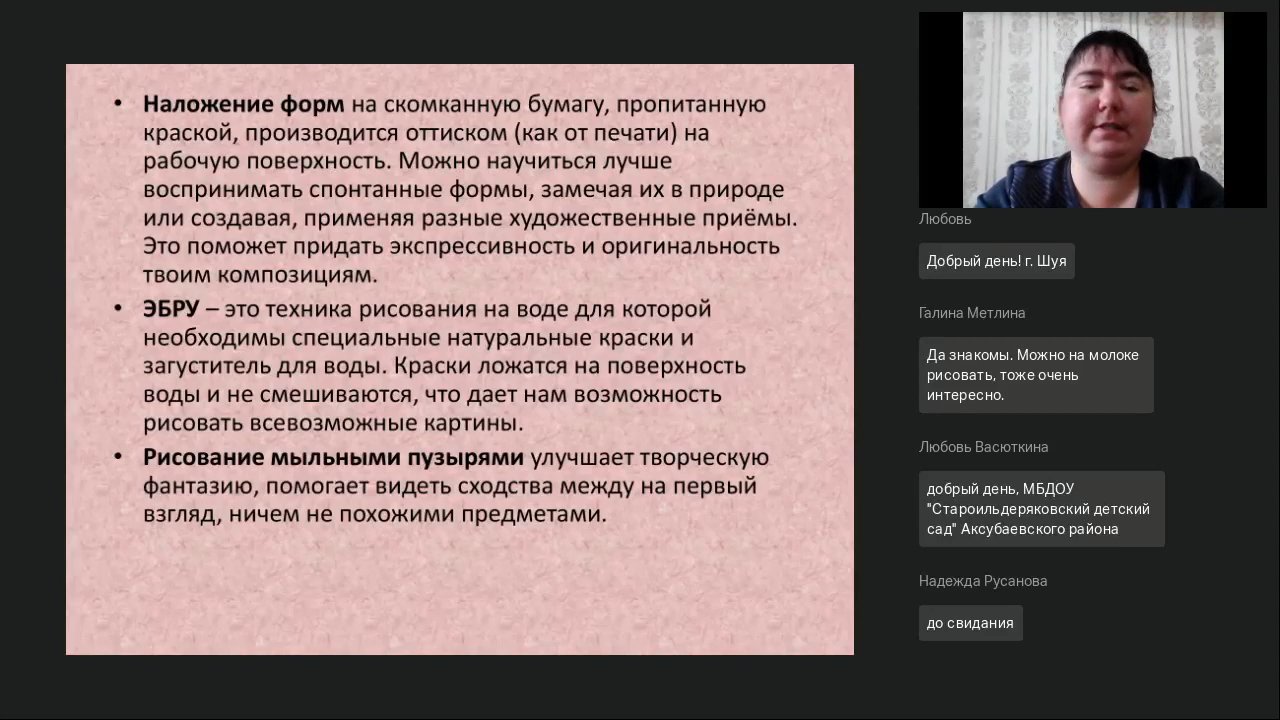 • Наложение форм на скомканную бумагу, пропитанную
краской, производится оттиском (как от печати) на
рабочую поверхность. Можно научиться лучше
воспринимать спонтанные формы, замечая их в природе
или создавая, применяя разные художественные приёмы.
Это поможет придать экспрессивность и оригинальность
твоим композициям.
• ЭБРУ – это техника рисования на воде для которой
необходимы специальные натуральные краски и
загуститель для воды. Краски ложатся на поверхность
воды и не смешиваются, что дает нам возможность
рисовать всевозможные картины.
• Рисование мыльными пузырями улучшает творческую
фантазию, помогает видеть сходства между на первый
взгляд, ничем не похожими предметами.
Любовь
Добрый день! г. Шуя
Галина Метлина
Да знакомы. Можно на молоке
рисовать, тоже очень
интересно.
Любовь Васюткина
добрый день, МБДОУ
"Староильдеряковский детский
сад" Аксубаевского района
Надежда Русанова
до свидания